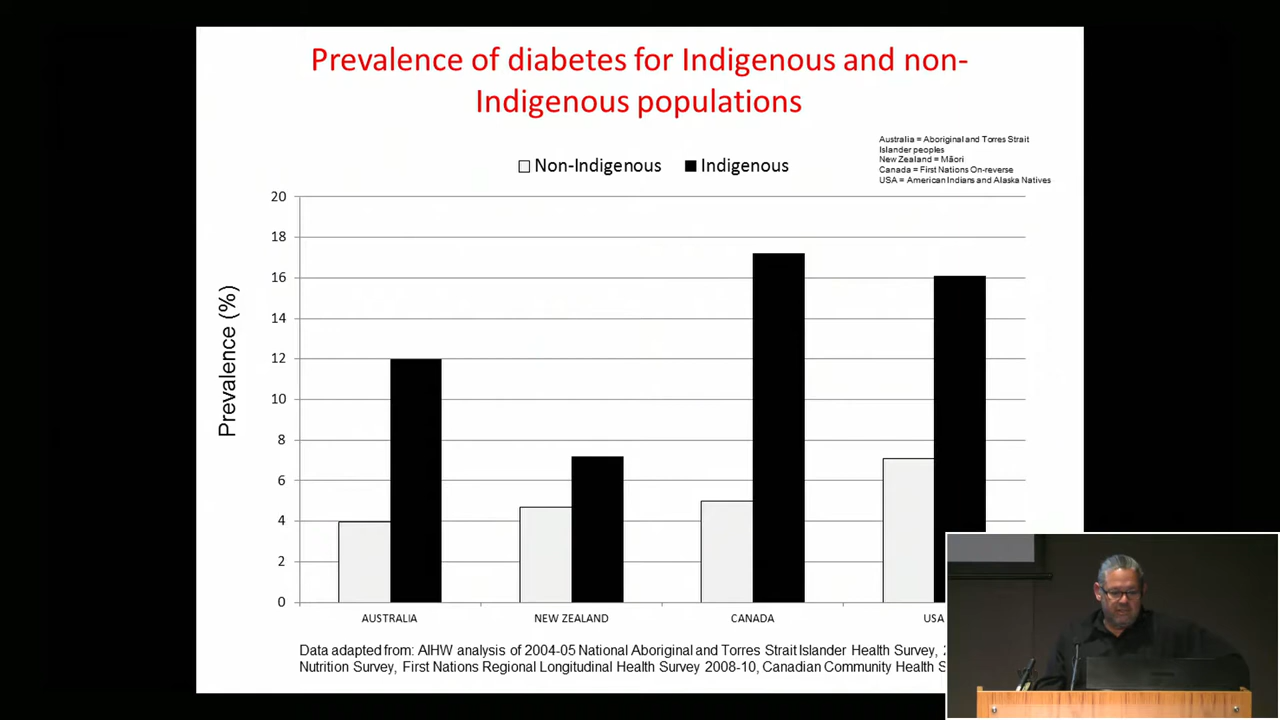 Prevalence of diabetes for Indigenous and non-
Indigenous populations
Australia = Aboriginal and Torres Strait
Islander peoples
New Zealand = Māori
Canada = First Nations On-reverse
USA = American Indians and Alaska Natives
Non-Indigenous Indigenous
20
18
16
14
12
10
8
6
4
2
0
Prevalence (%)
AUSTRALIA NEW ZEALAND CANADA USA
Data adapted from: AIHW analysis of 2004-05 National Aboriginal and Torres Strait Islander Health Survey,
Nutrition Survey, First Nations Regional Longitudinal Health Survey 2008-10, Canadian Community Health